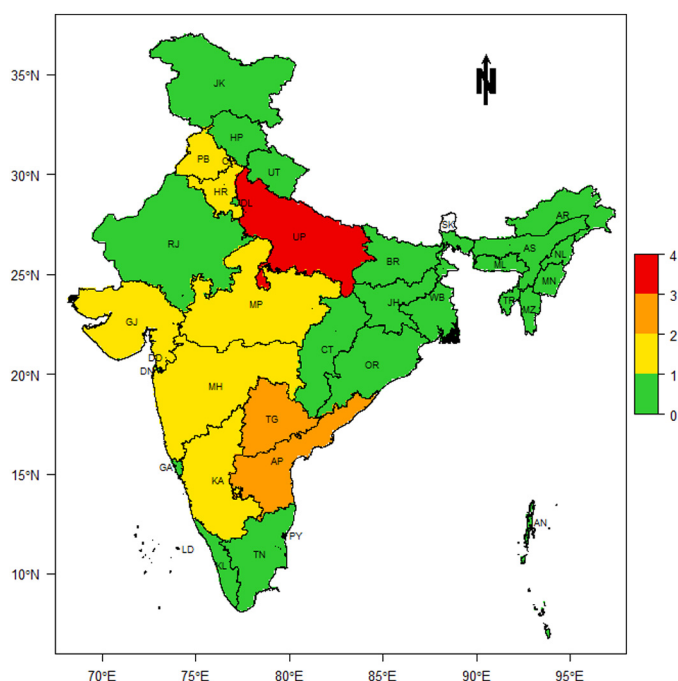 35°N
N
JK
HP
PB
UT
30°N
HR
DL
UP
SK
AR
RJ
AS
NL
BR
ML
25°N
MN
4
MP
JH
WB
TR
MZ
3
GJ
CT
2
DD
OR
DN
20°N
MH
1
TG
0
AP
GA
15°N
KA
AN
PY
LD
TN
KL
10°N
70°E 75°E 80°E 85°E 90°E 95°E